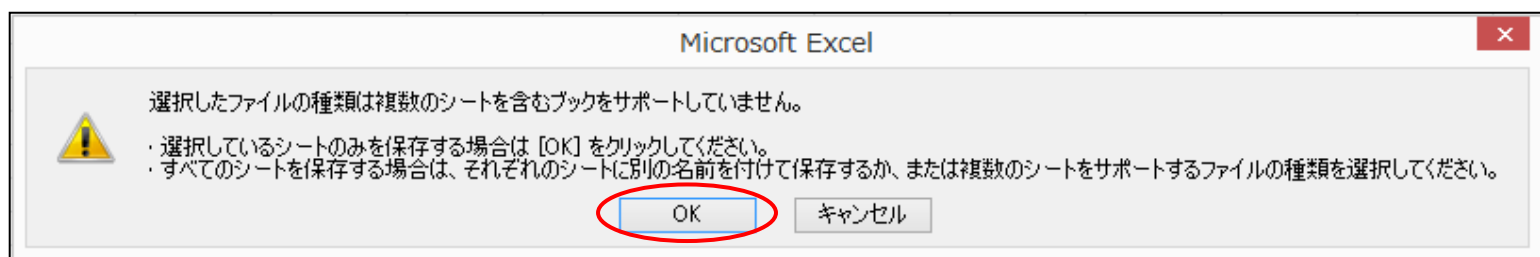 Microsoft Excel
選択したファイルの種類は複数のシートを含むブックをサポートしていません。
・選択しているシートのみを保存する場合は [OK] をクリックしてください。
・すべてのシートを保存する場合は、それぞれのシートに別の名前を付けて保存するか、または複数のシートをサポートするファイルの種類を選択してください。
OK キャンセル